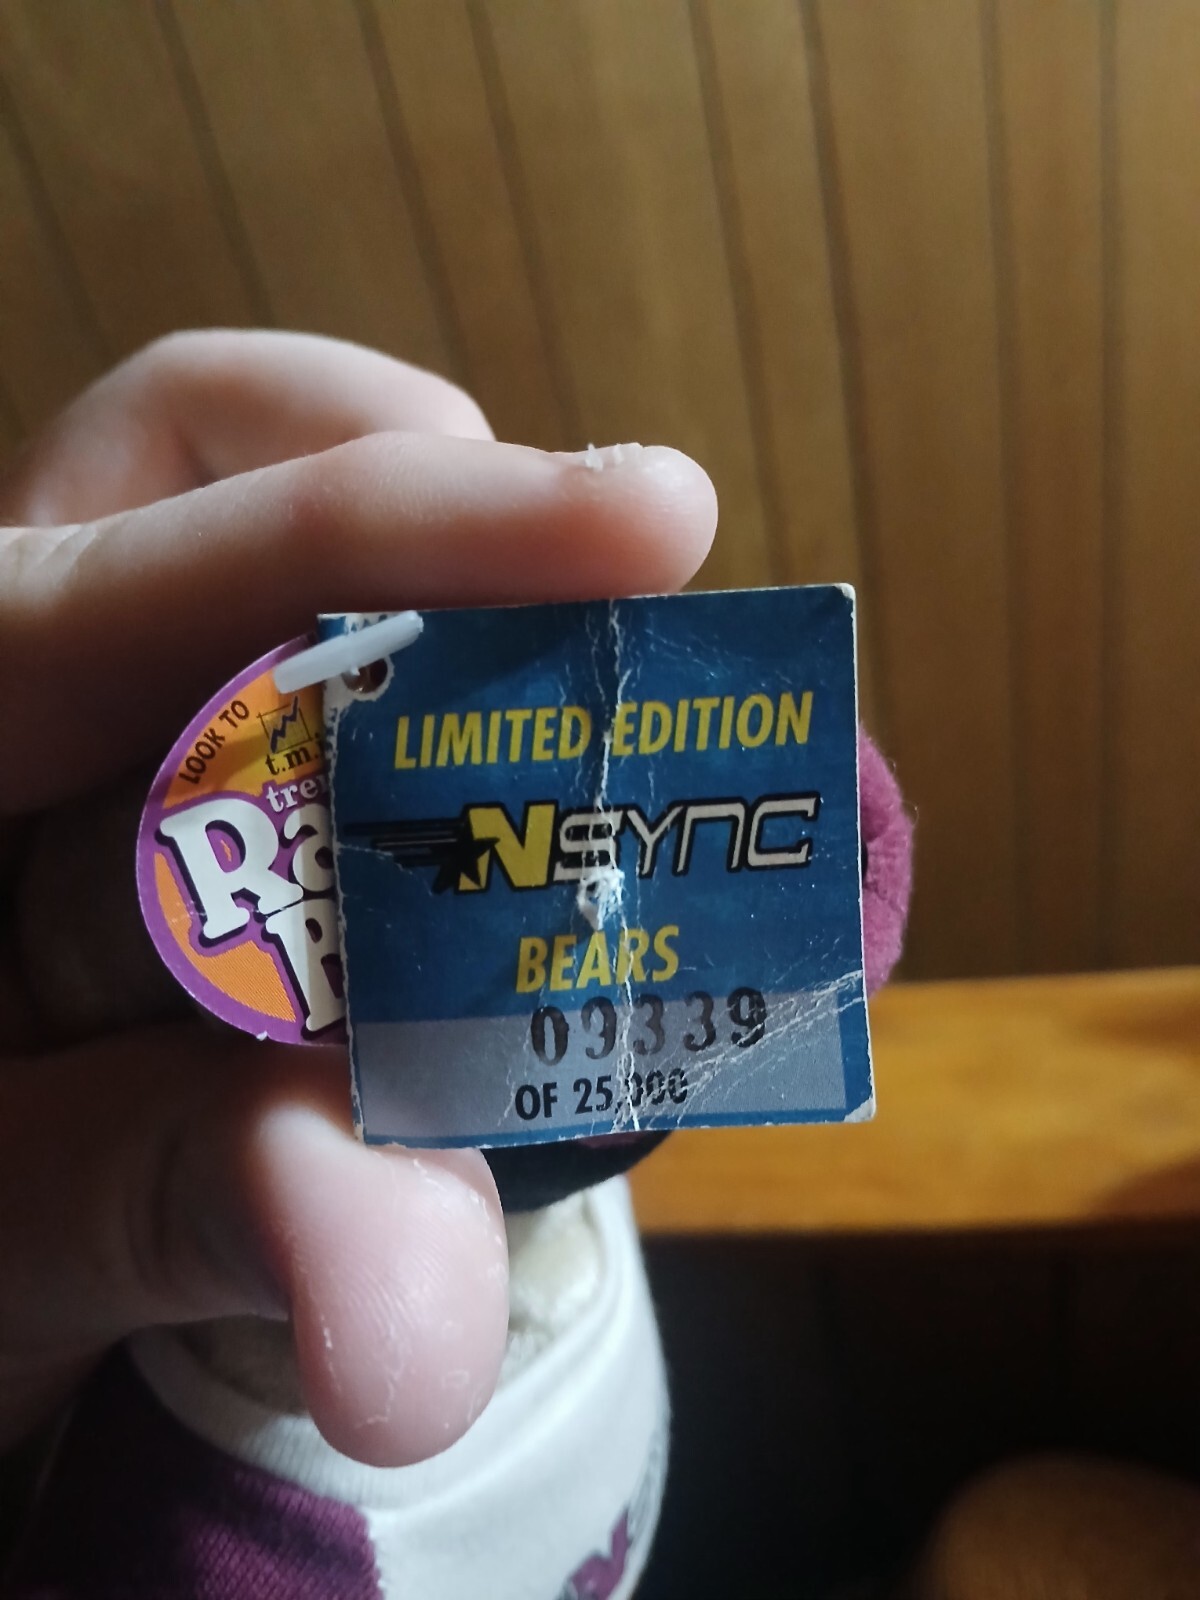 LOOK TO
t.m.
LIMITED EDITION
NSYNC
BEARS
09339
OF 25,000